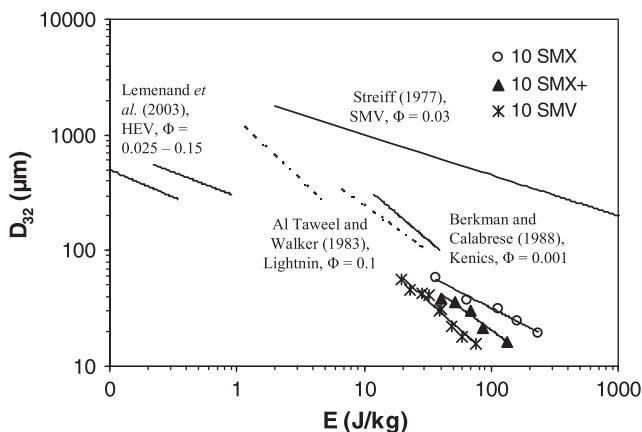 10000
1000
100
10
D32 (µm)
0
1
10
100
1000
E (J/kg)
10 SMX
10 SMX+
10 SMV
Lemenand et
al. (2003),
HEV, Φ =
0.025 – 0.15
Streiff (1977),
SMV, Φ = 0.03
Al Taweel and
Walker (1983),
Lightnin, Φ = 0.1
Berkman and
Calabrese (1988),
Kenics, Φ = 0.001